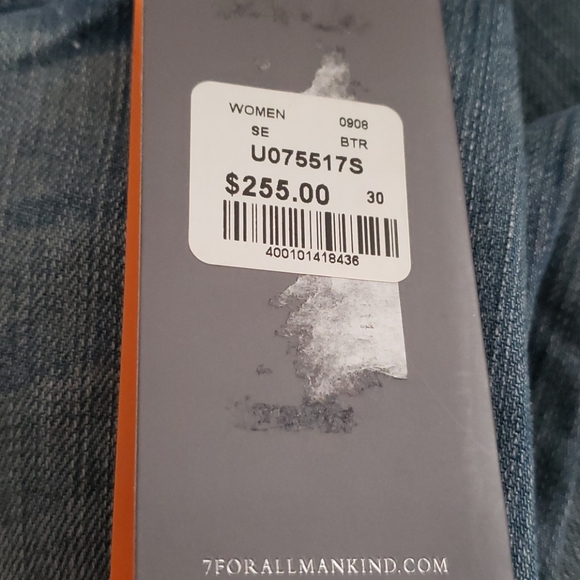 WOMEN 0908
SE BTR
U075517S
$255.00 30
400101418436
7FORALLMANKIND.COM